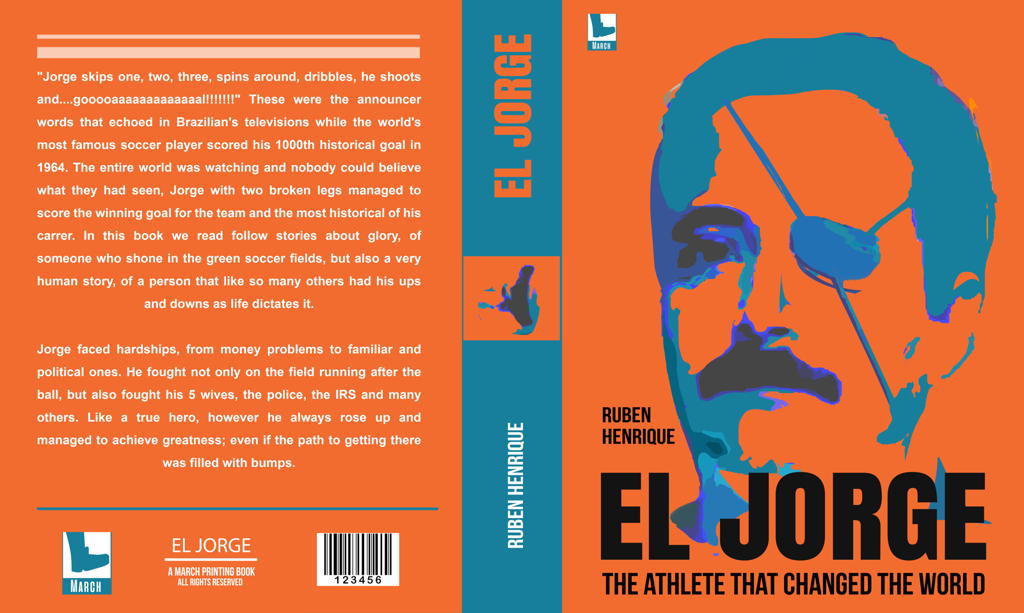 "Jorge skips one, two, three, spins around, dribbles, he shoots
and....gooooaaaaaaaaaaaaal!!!!!!!" These were the announcer
words that echoed in Brazilian's televisions while the world's
most famous soccer player scored his 1000th historical goal in
1964. The entire world was watching and nobody could believe
what they had seen, Jorge with two broken legs managed to
score the winning goal for the team and the most historical of his
carrer. In this book we read follow stories about glory, of
someone who shone in the green soccer fields, but also a very
human story, of a person that like so many others had his ups
and downs as life dictates it.
Jorge faced hardships, from money problems to familiar and
political ones. He fought not only on the field running after the
ball, but also fought his 5 wives, the police, the IRS and many
others. Like a true hero, however he always rose up and
managed to achieve greatness; even if the path to getting there
was filled with bumps.
MARCH
EL JORGE
A MARCH PRINTING BOOK
ALL RIGHTS RESERVED
123456
EL JORGE
RUBEN HENRIQUE
MARCH
RUBEN
HENRIQUE
EL JORGE
THE ATHLETE THAT CHANGED THE WORLD